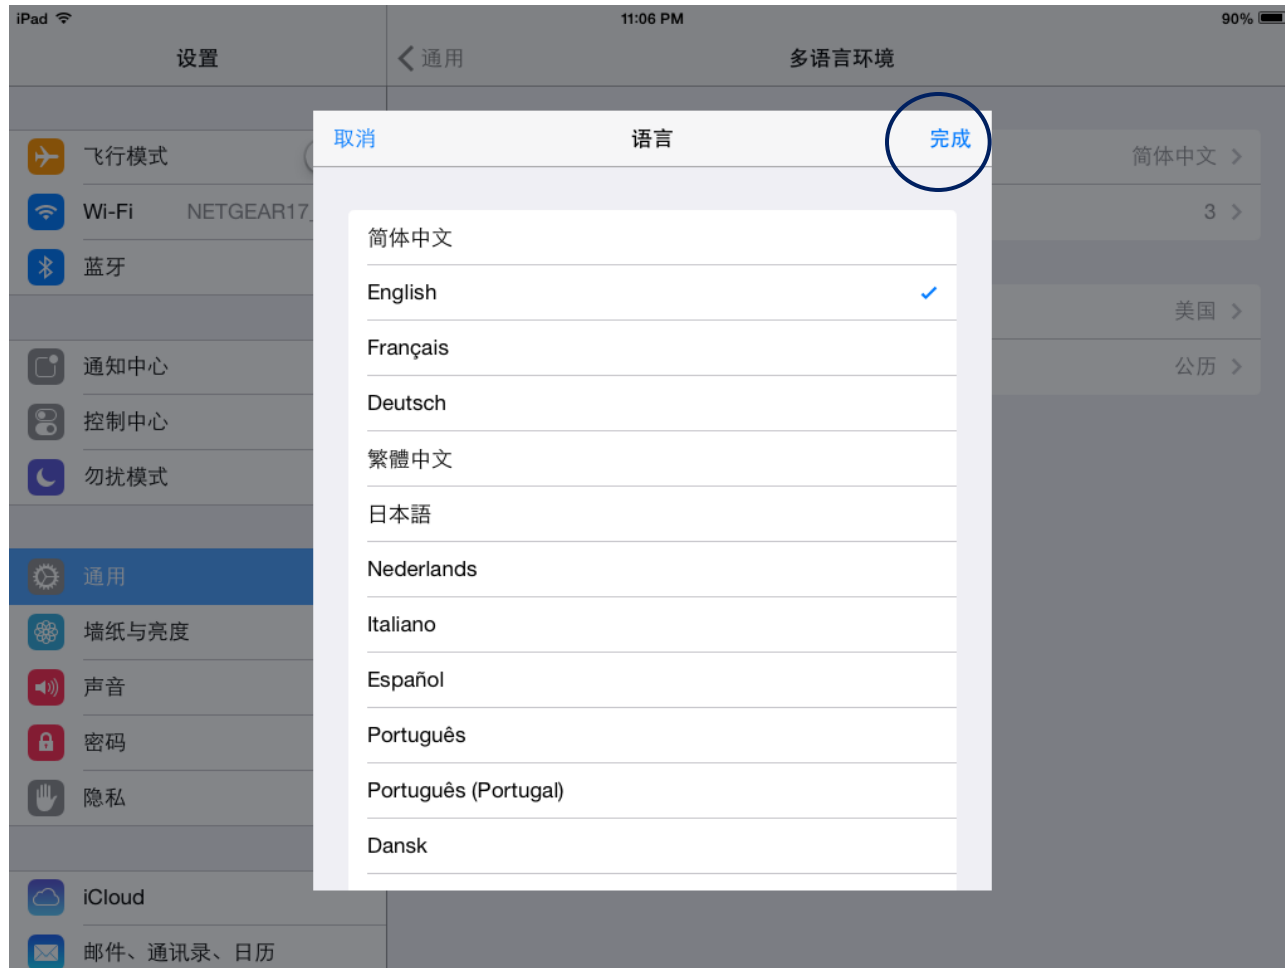 iPad 11:06 PM 90%
设置
通用 多语言环境
取消 语言 完成
飞行模式
Wi-Fi NETGEAR17_
蓝牙
通知中心
控制中心
勿扰模式
通用
墙纸与亮度
声音
密码
隐私
iCloud
邮件、通讯录、日历
简体中文
English
Français
Deutsch
繁體中文
日本語
Nederlands
Italiano
Español
Português
Português (Portugal)
Dansk
简体中文
3
美国
公历